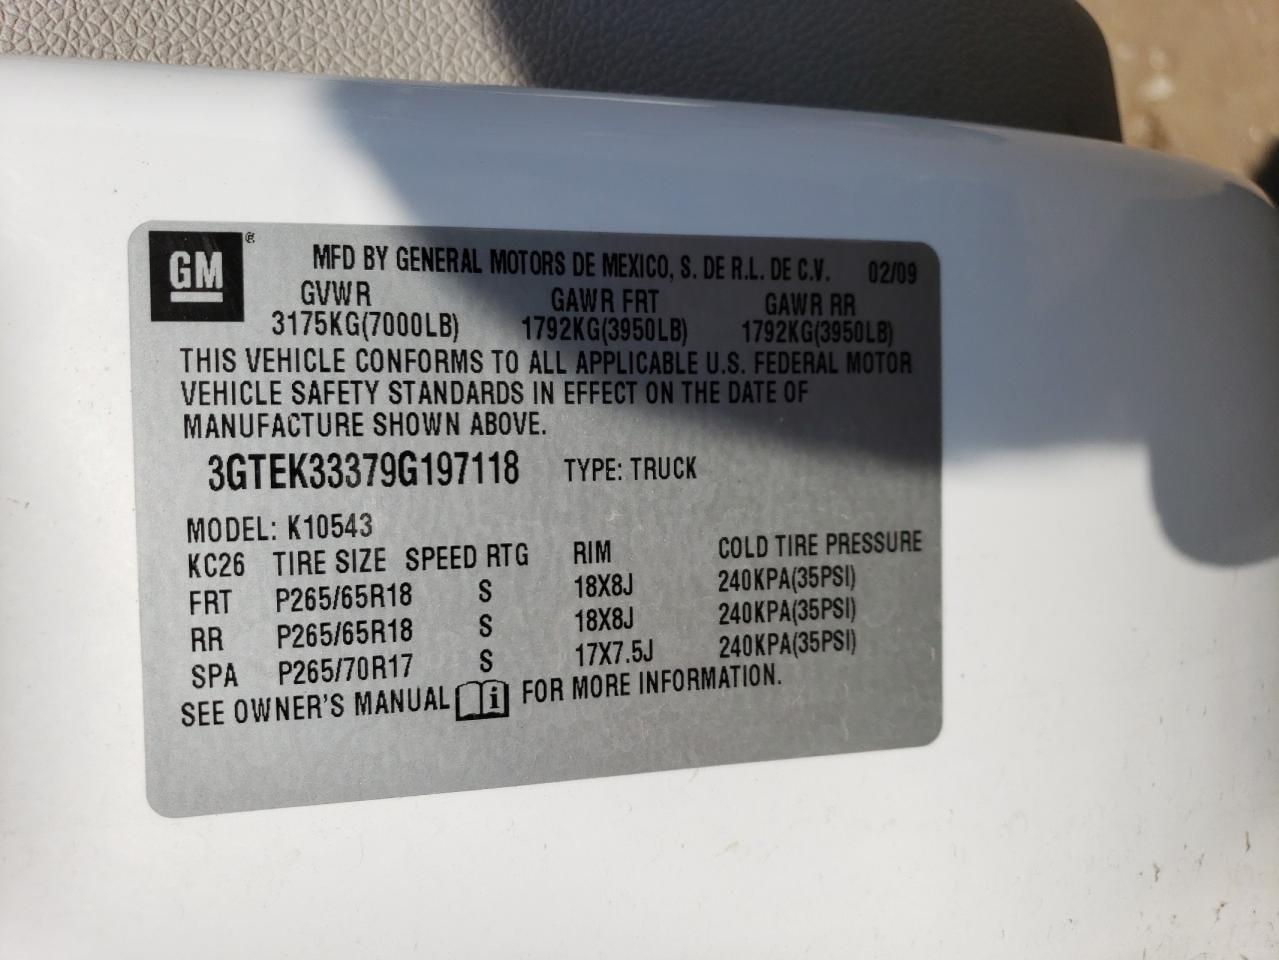 GM ®
MFD BY GENERAL MOTORS DE MEXICO, S. DE R.L. DE C.V. 02/09
GVWR GAWR FRT GAWR RR
3175KG(7000LB) 1792KG(3950LB) 1792KG(3950LB)
THIS VEHICLE CONFORMS TO ALL APPLICABLE U.S. FEDERAL MOTOR
VEHICLE SAFETY STANDARDS IN EFFECT ON THE DATE OF
MANUFACTURE SHOWN ABOVE.
3GTEK33379G197118 TYPE: TRUCK
MODEL: K10543
KC26 TIRE SIZE SPEED RTG RIM COLD TIRE PRESSURE
FRT P265/65R18 S 18X8J 240KPA(35PSI)
RR P265/65R18 S 18X8J 240KPA(35PSI)
SPA P265/70R17 S 17X7.5J 240KPA(35PSI)
SEE OWNER'S MANUAL i FOR MORE INFORMATION.